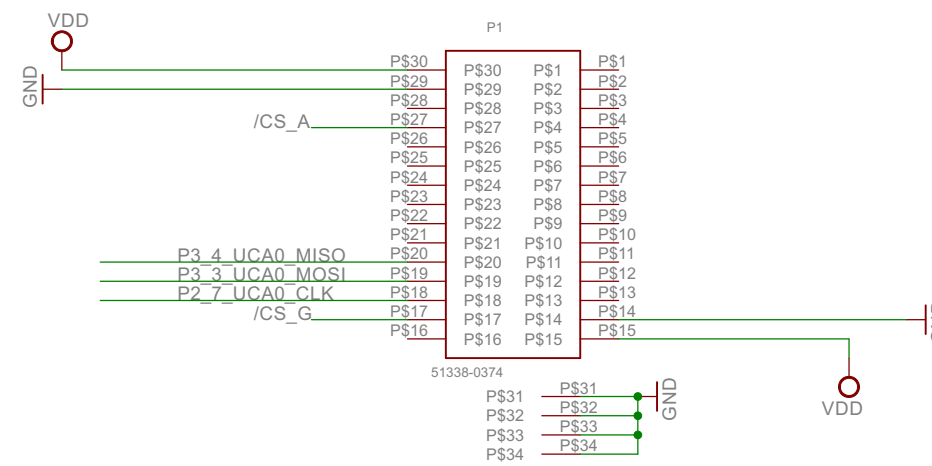 VDD
P1
GND
P$30 P$30 P$1 P$1
P$29 P$29 P$2 P$2
P$28 P$28 P$3 P$3
/CS_A P$27 P$27 P$4 P$4
P$26 P$26 P$5 P$5
P$25 P$25 P$6 P$6
P$24 P$24 P$7 P$7
P$23 P$23 P$8 P$8
P$22 P$22 P$9 P$9
P$21 P$21 P$10 P$10
P3_4_UCA0_MISO P$20 P$20 P$11 P$11
P3_3_UCA0_MOSI P$19 P$19 P$12 P$12
P2_7_UCA0_CLK P$18 P$18 P$13 P$13
/CS_G P$17 P$17 P$14 P$14
P$16 P$16 P$15 P$15
51338-0374
VDD
P$31 P$31
P$32 P$32
P$33 P$33
P$34 P$34
GND